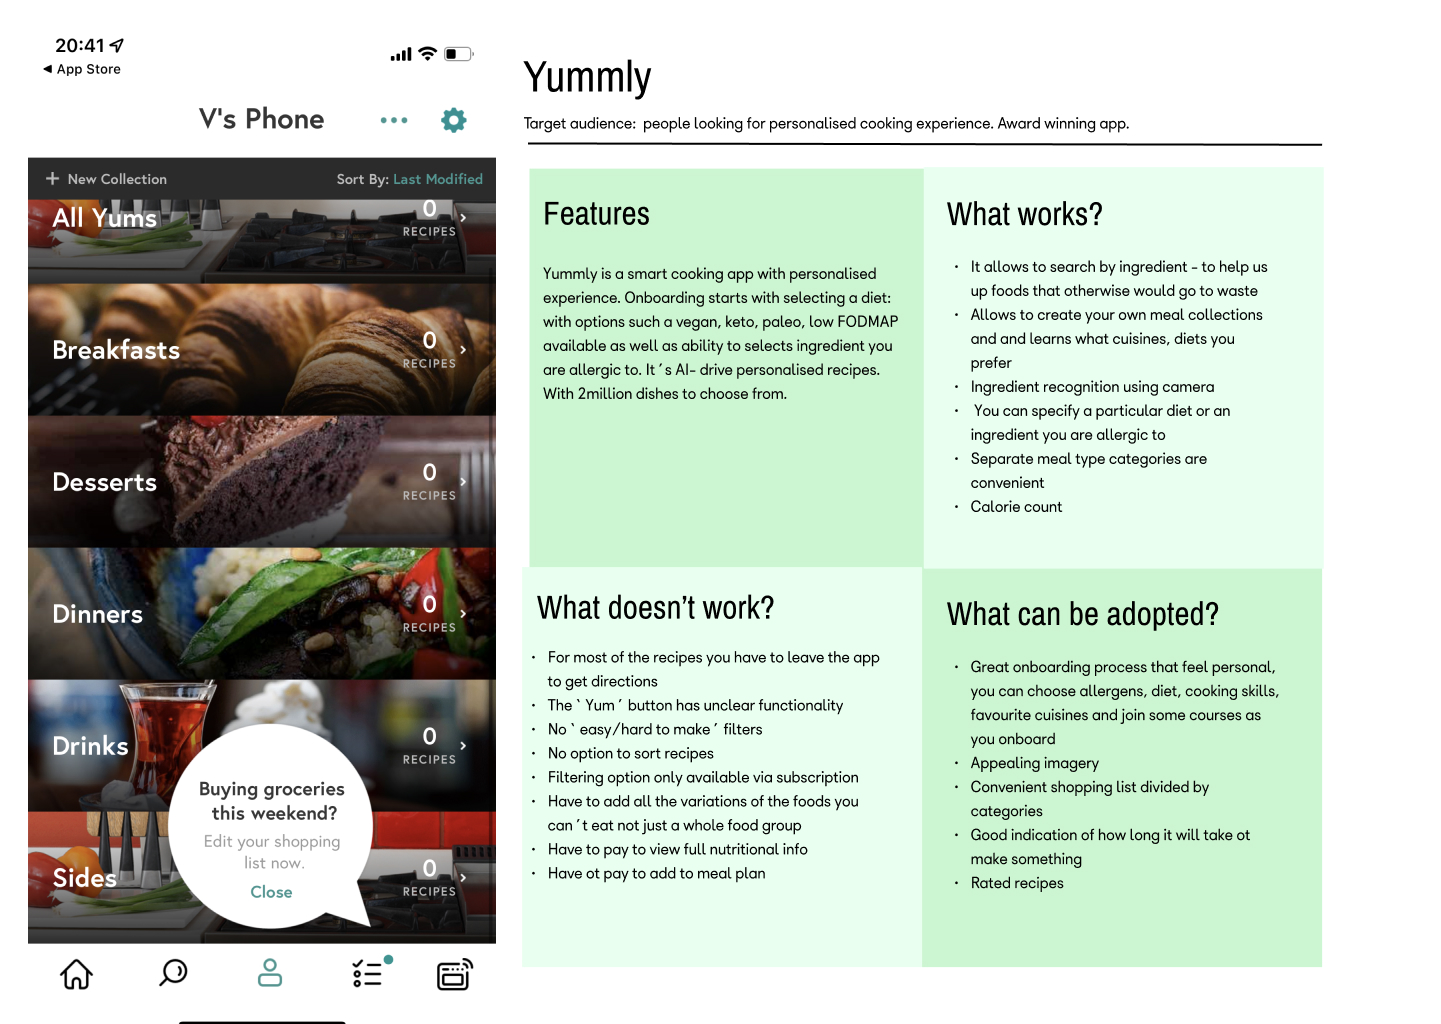 20:41
App Store
V's Phone
New Collection
Sort By: Last Modified
All Yums
0
RECIPES
Breakfasts
0
RECIPES
Desserts
0
RECIPES
Dinners
0
RECIPES
Drinks
0
RECIPES
Buying groceries
this weekend?
Edit your shopping
list now.
Close
Sides
0
RECIPES
Yummly
Target audience: people looking for personalised cooking experience. Award winning app.
Features
Yummly is a smart cooking app with personalised
experience. Onboarding starts with selecting a diet:
with options such a vegan, keto, paleo, low FODMAP
available as well as ability to selects ingredient you
are allergic to. It ´s AI- drive personalised recipes.
With 2million dishes to choose from.
What works?
· It allows to search by ingredient - to help us
up foods that otherwise would go to waste
· Allows to create your own meal collections
and and learns what cuisines, diets you
prefer
· Ingredient recognition using camera
· You can specify a particular diet or an
ingredient you are allergic to
· Separate meal type categories are
convenient
· Calorie count
What doesn’t work?
· For most of the recipes you have to leave the app
to get directions
· The ` Yum ´ button has unclear functionality
· No ` easy/hard to make ´ filters
· No option to sort recipes
· Filtering option only available via subscription
· Have to add all the variations of the foods you
can ´t eat not just a whole food group
· Have to pay to view full nutritional info
· Have ot pay to add to meal plan
What can be adopted?
· Great onboarding process that feel personal,
you can choose allergens, diet, cooking skills,
favourite cuisines and join some courses as
you onboard
· Appealing imagery
· Convenient shopping list divided by
categories
· Good indication of how long it will take ot
make something
· Rated recipes